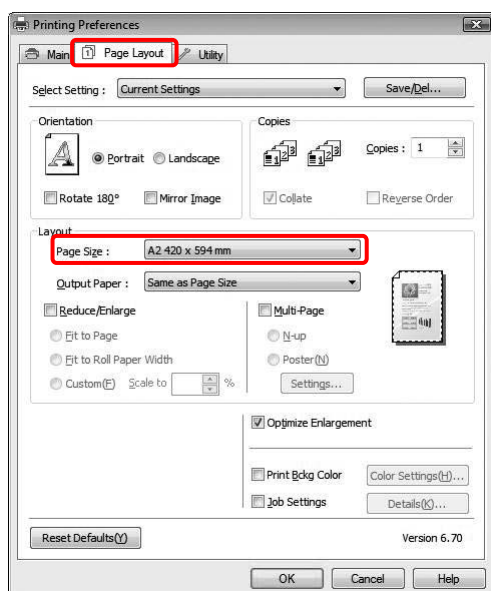 Printing Preferences
Main
Page Layout
Utility
Select Setting :
Current Settings
Save/Del...
Orientation
Portrait
Landscape
Rotate 180°
Mirror Image
Copies
Copies :
1
Collate
Reverse Order
Layout
Page Size :
A2 420 x 594 mm
Output Paper :
Same as Page Size
Reduce/Enlarge
Fit to Page
Fit to Roll Paper Width
Custom(F)
Scale to
%
Multi-Page
N-up
Poster(N)
Settings...
Optimize Enlargement
Print Bckg Color
Color Settings(H)...
Job Settings
Details(K)...
Reset Defaults(Y)
Version 6.70
OK
Cancel
Help